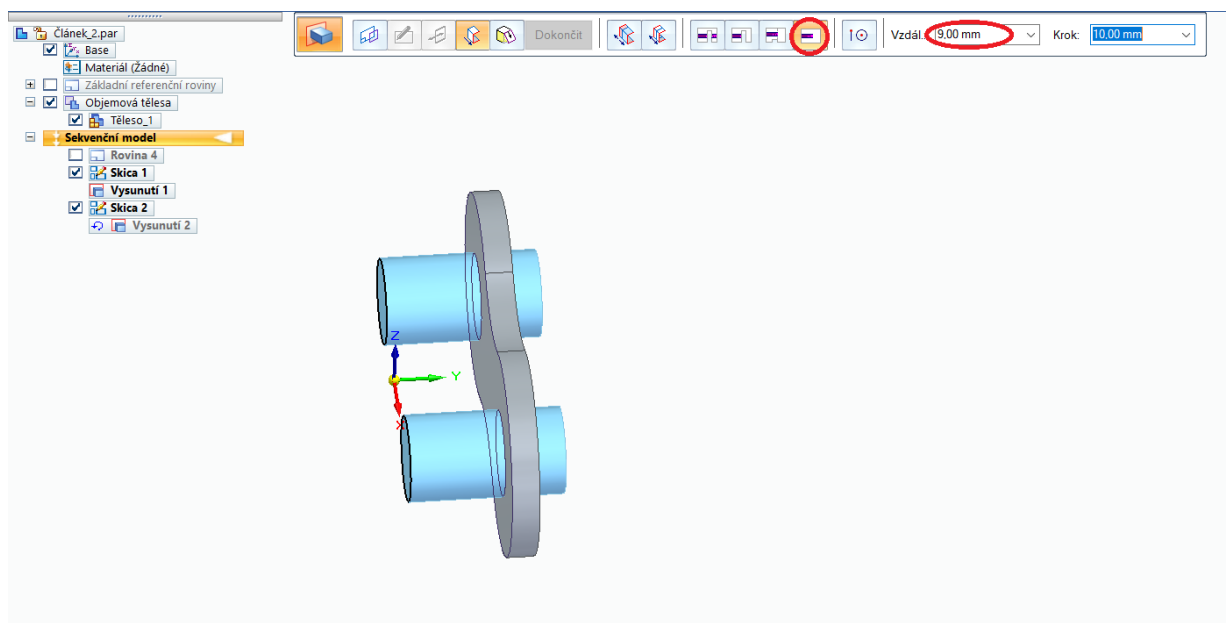 Článek_2.par
Base
Materiál (Žádné)
Základní referenční roviny
Objemová tělesa
Těleso_1
Sekvenční model
Rovina 4
Skica 1
Vysunutí 1
Skica 2
Vysunutí 2
Dokončit
Vzdál. 9,00 mm Krok: 10,00 mm
Z
Y
X